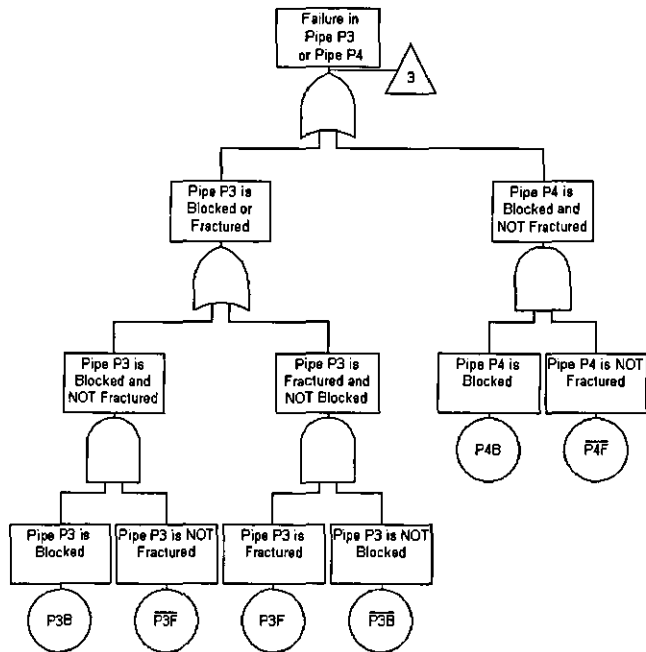 Failure in
Pipe P3
or Pipe P4
3
Pipe P3 is
Blocked or
Fractured
Pipe P4 is
Blocked and
NOT Fractured
Pipe P3 is
Blocked and
NOT Fractured
Pipe P3 is
Fractured and
NOT Blocked
Pipe P4 is
Blocked
Pipe P4 is NOT
Fractured
P4B
P̅4̅F̅
Pipe P3 is
Blocked
Pipe P3 is NOT
Fractured
Pipe P3 is
Fractured
Pipe P3 is NOT
Blocked
P3B
P̅3̅F̅
P3F
P̅3̅B̅